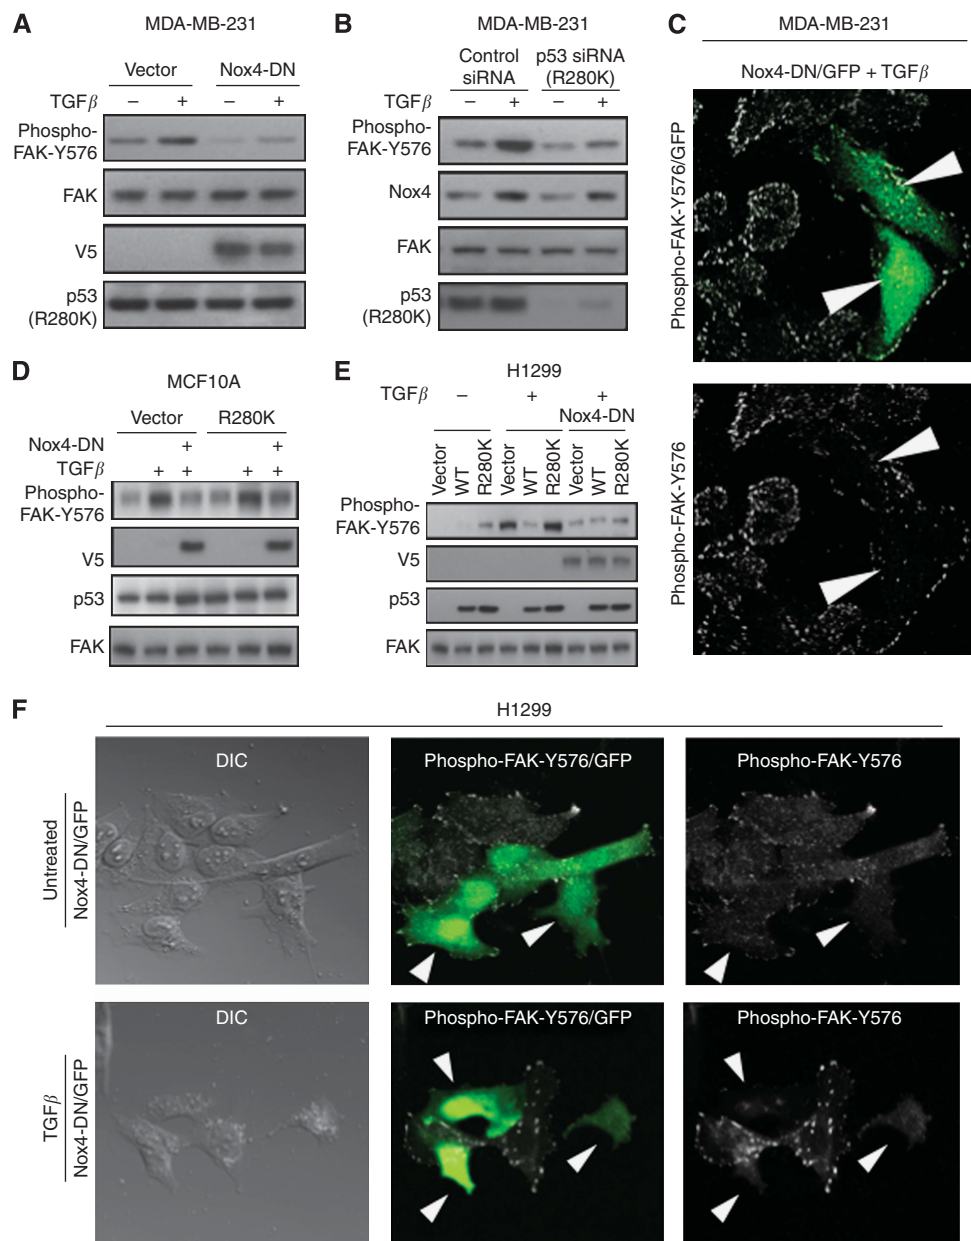 A
MDA-MB-231
Vector Nox4-DN
TGFβ – + – +
Phospho-
FAK-Y576
FAK
V5
p53
(R280K)
B
MDA-MB-231
Control p53 siRNA
siRNA (R280K)
TGFβ – + – +
Phospho-
FAK-Y576
Nox4
FAK
p53
(R280K)
C
MDA-MB-231
Nox4-DN/GFP + TGFβ
Phospho-FAK-Y576/GFP
Phospho-FAK-Y576
D
MCF10A
Vector R280K
Nox4-DN + +
TGFβ + + + +
Phospho-
FAK-Y576
V5
p53
FAK
E
H1299
TGFβ – + +
Nox4-DN
Vector WT R280K Vector WT R280K Vector WT R280K
Phospho-
FAK-Y576
V5
p53
FAK
F
H1299
Untreated
Nox4-DN/GFP
DIC
Phospho-FAK-Y576/GFP
Phospho-FAK-Y576
TGFβ
Nox4-DN/GFP
DIC
Phospho-FAK-Y576/GFP
Phospho-FAK-Y576